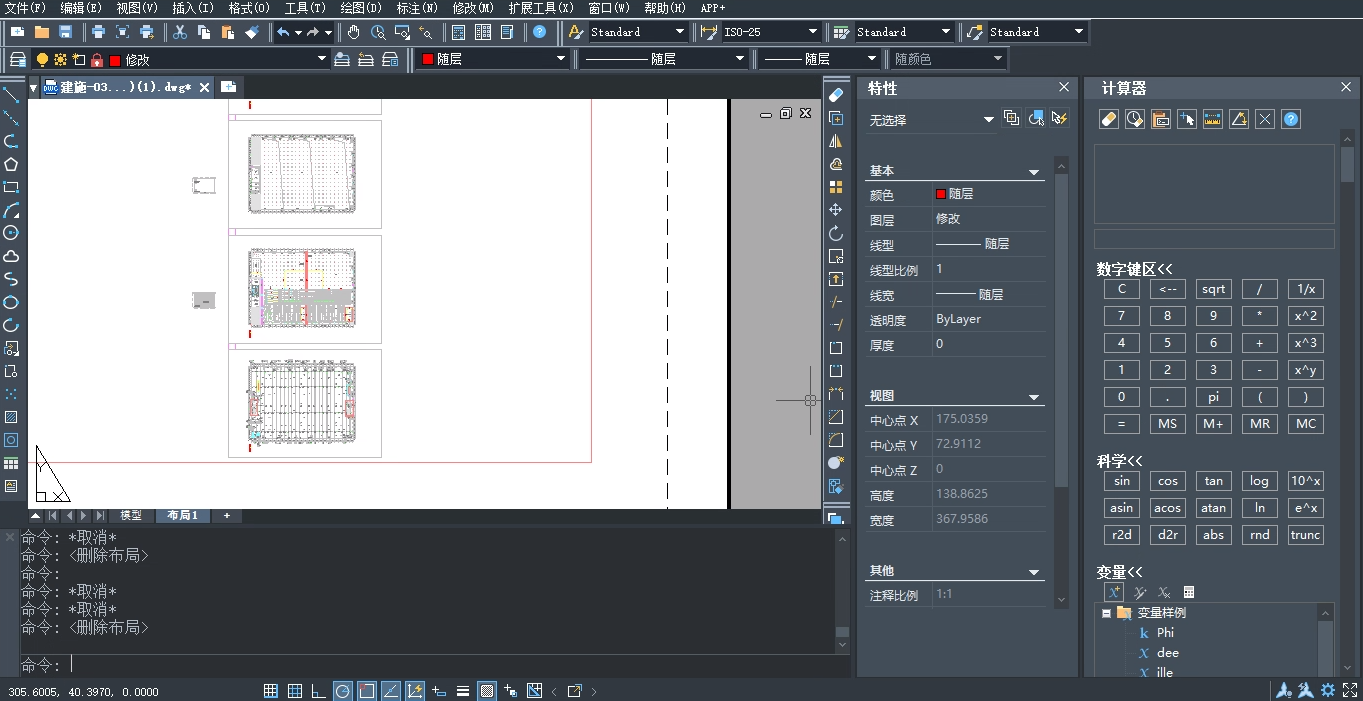 文件(F) 编辑(E) 视图(V) 插入(I) 格式(O) 工具(T) 绘图(D) 标注(N) 修改(M) 扩展工具(X) 窗口(W) 帮助(H) APP+
Standard ISO-25 Standard Standard
修改 随层 随层 随层 随颜色
建施-03...)(1).dwg*
特性
无选择
基本
颜色 随层
图层 修改
线型 随层
线型比例 1
线宽 随层
透明度 ByLayer
厚度 0
视图
中心点 X 175.0359
中心点 Y 72.9112
中心点 Z 0
高度 138.8625
宽度 367.9586
其他
注释比例 1:1
计算器
数字键区<<
C <-- sqrt / 1/x
7 8 9 * x^2
4 5 6 + x^3
1 2 3 - x^y
0 . pi ( )
= MS M+ MR MC
科学<<
sin cos tan log 10^x
asin acos atan ln e^x
r2d d2r abs rnd trunc
变量<<
变量样例
k Phi
X dee
X ille
Y
X
模型 布局1 +
命令: *取消*
命令: <删除布局>
命令:
命令: *取消*
命令: *取消*
命令: <删除布局>
命令:
305.6005, 40.3970, 0.0000